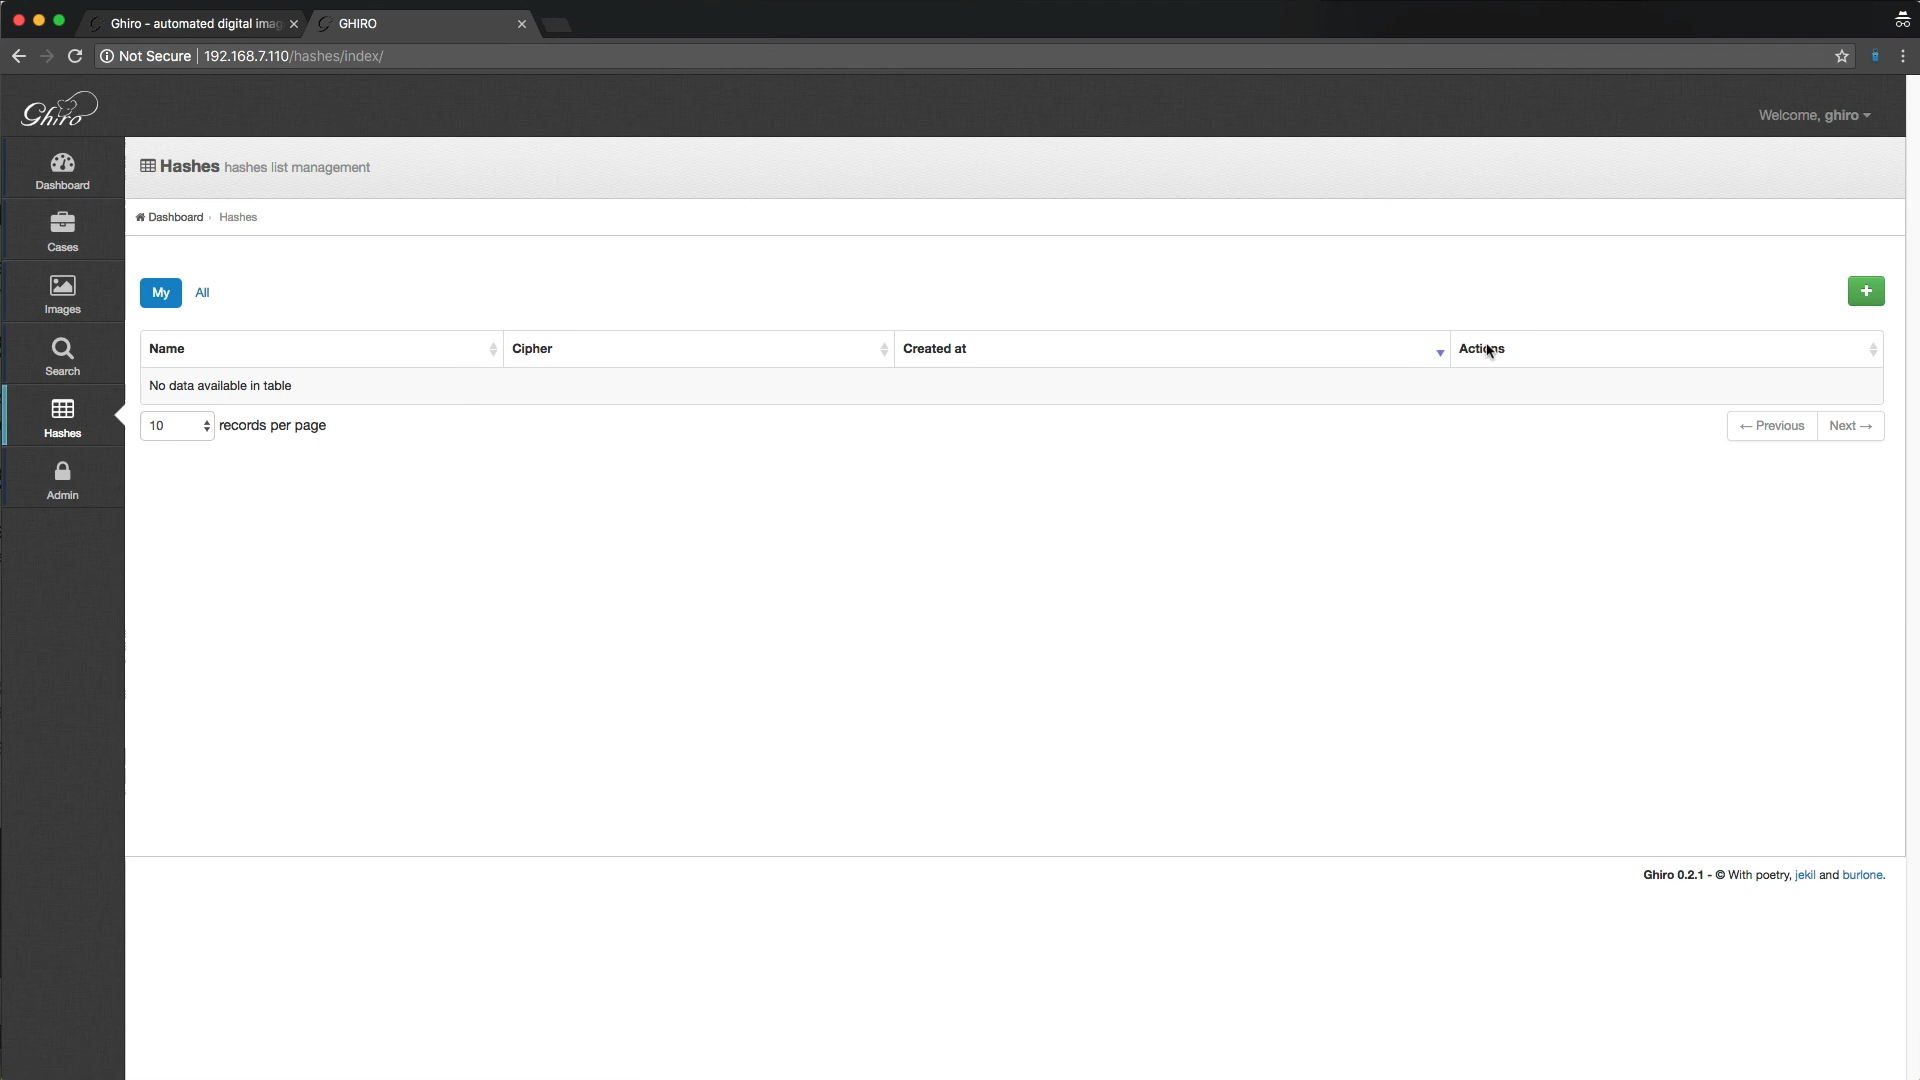 Ghiro - automated digital imag
GHIRO
Not Secure | 192.168.7.110/hashes/index/
Ghiro
Welcome, ghiro
Dashboard
Cases
Images
Search
Hashes
Admin
Hashes hashes list management
Dashboard › Hashes
My All
+
Name Cipher Created at Actions
No data available in table
10 records per page
← Previous Next →
Ghiro 0.2.1 - © With poetry, jekil and burlone.